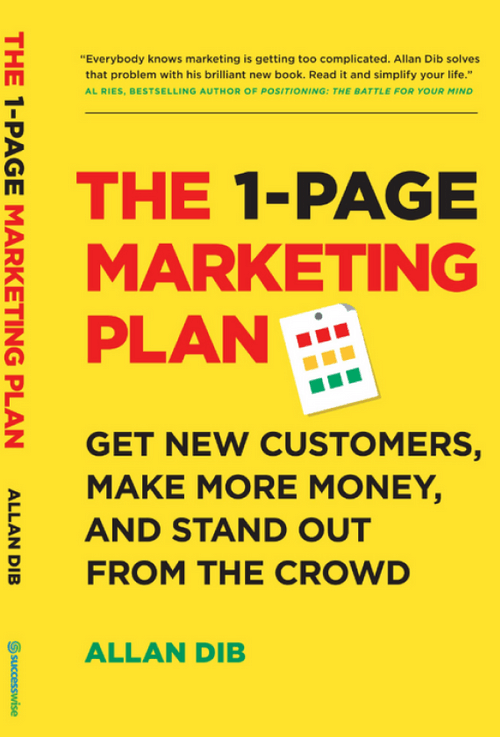 THE 1-PAGE MARKETING PLAN
ALLAN DIB
successwise
“Everybody knows marketing is getting too complicated. Allan Dib solves
that problem with his brilliant new book. Read it and simplify your life.”
AL RIES, BESTSELLING AUTHOR OF POSITIONING: THE BATTLE FOR YOUR MIND
THE 1-PAGE
MARKETING
PLAN
GET NEW CUSTOMERS,
MAKE MORE MONEY,
AND STAND OUT
FROM THE CROWD
ALLAN DIB